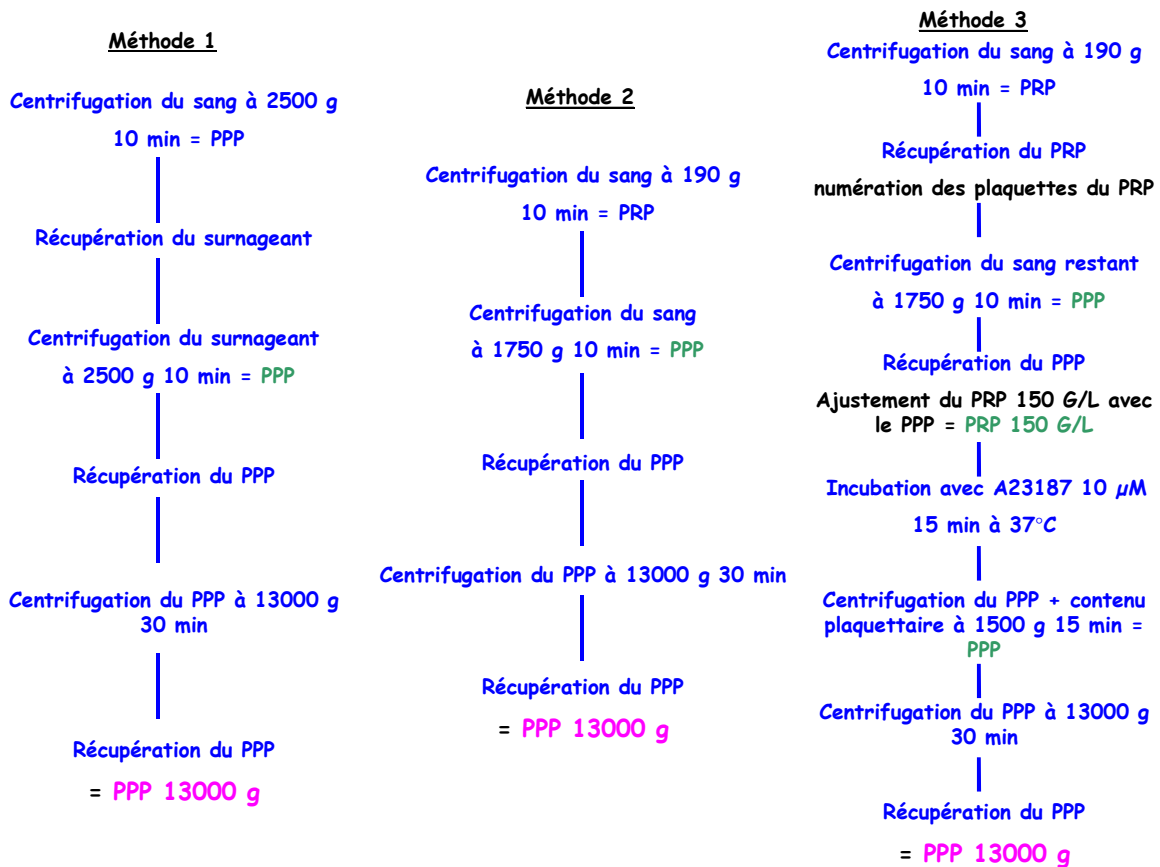 Méthode 1
Centrifugation du sang à 2500 g
10 min = PPP
Récupération du surnageant
Centrifugation du surnageant
à 2500 g 10 min = PPP
Récupération du PPP
Centrifugation du PPP à 13000 g
30 min
Récupération du PPP
= PPP 13000 g
Méthode 2
Centrifugation du sang à 190 g
10 min = PRP
Centrifugation du sang
à 1750 g 10 min = PPP
Récupération du PPP
Centrifugation du PPP à 13000 g 30 min
Récupération du PPP
= PPP 13000 g
Méthode 3
Centrifugation du sang à 190 g
10 min = PRP
Récupération du PRP
numération des plaquettes du PRP
Centrifugation du sang restant
à 1750 g 10 min = PPP
Récupération du PPP
Ajustement du PRP 150 G/L avec
le PPP = PRP 150 G/L
Incubation avec A23187 10 µM
15 min à 37°C
Centrifugation du PPP + contenu
plaquettaire à 1500 g 15 min =
PPP
Centrifugation du PPP à 13000 g
30 min
Récupération du PPP
= PPP 13000 g